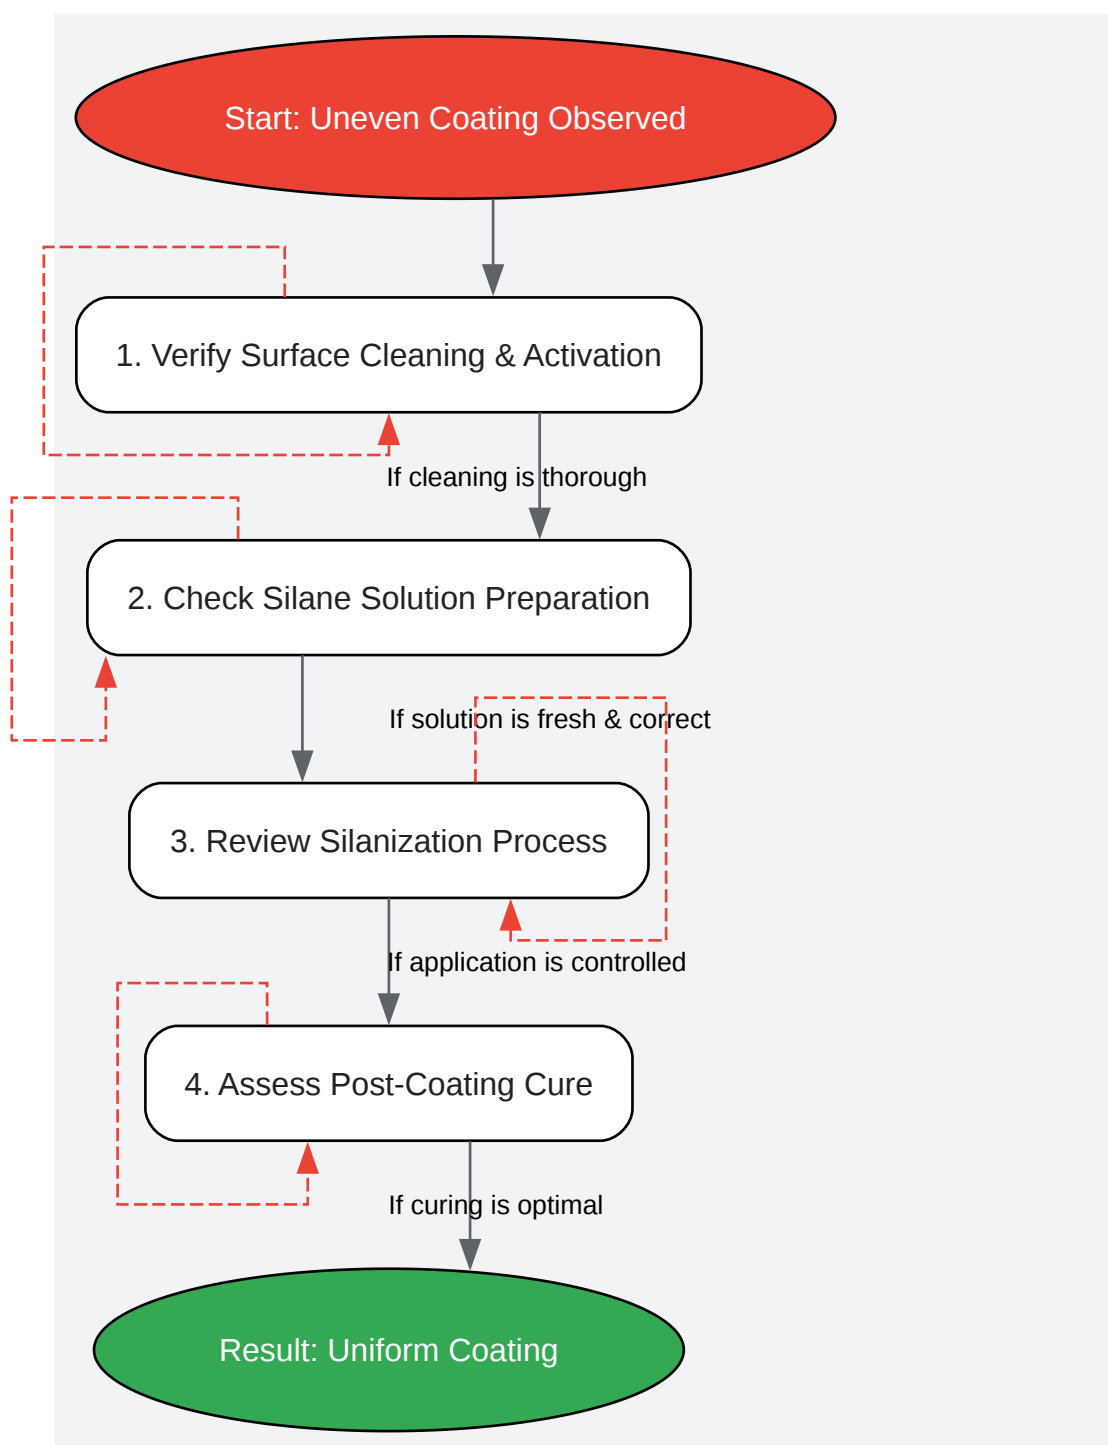 Start: Uneven Coating Observed
1. Verify Surface Cleaning & Activation
If cleaning is thorough
2. Check Silane Solution Preparation
If solution is fresh & correct
3. Review Silanization Process
If application is controlled
4. Assess Post-Coating Cure
If curing is optimal
Result: Uniform Coating